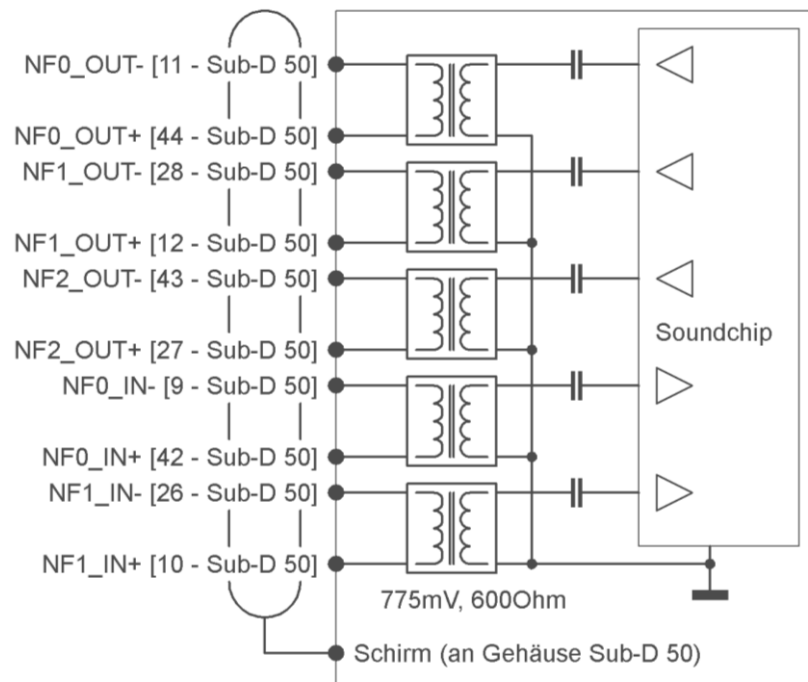 NF0_OUT- [11 - Sub-D 50]
NF0_OUT+ [44 - Sub-D 50]
NF1_OUT- [28 - Sub-D 50]
NF1_OUT+ [12 - Sub-D 50]
NF2_OUT- [43 - Sub-D 50]
NF2_OUT+ [27 - Sub-D 50]
NF0_IN- [9 - Sub-D 50]
NF0_IN+ [42 - Sub-D 50]
NF1_IN- [26 - Sub-D 50]
NF1_IN+ [10 - Sub-D 50]
Soundchip
775mV, 600Ohm
Schirm (an Gehäuse Sub-D 50)